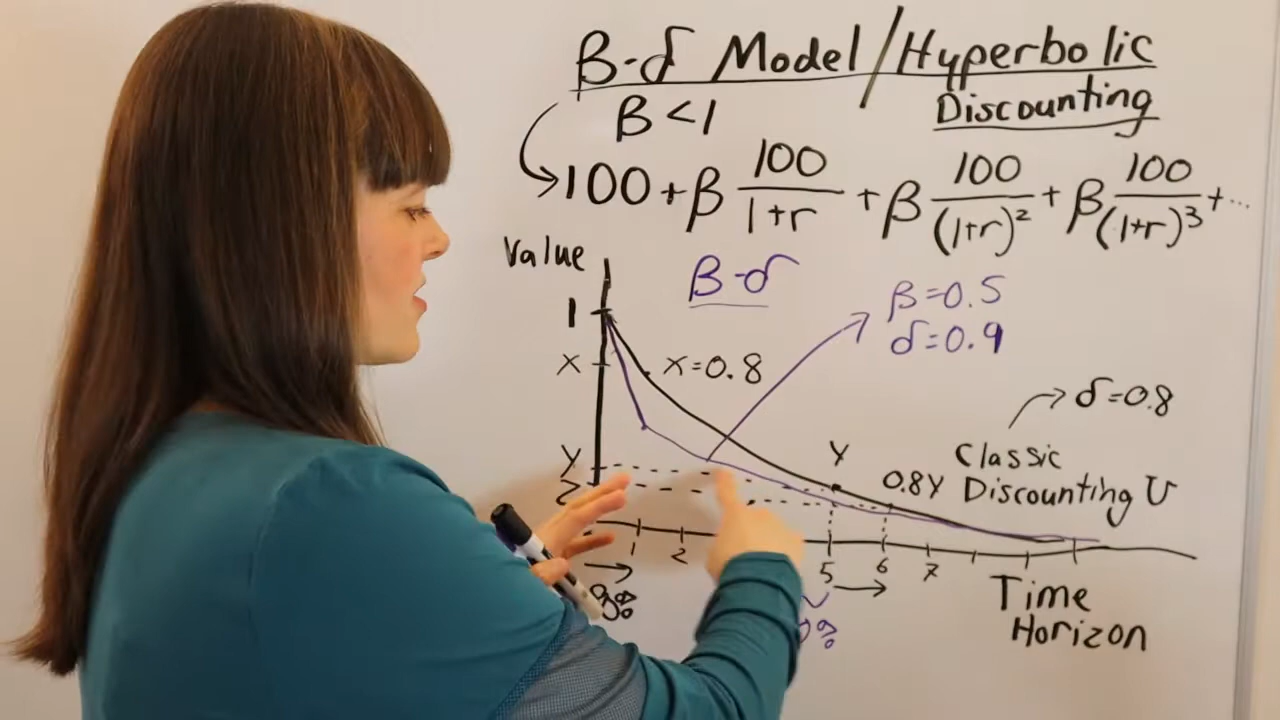 β-δ Model/Hyperbolic
Discounting
β<1
100+β 100/(1+r) + β 100/(1+r)² + β 100/(1+r)³ + ...
Value
β-δ
β=0.5
δ=0.9
1
X
x=0.8
δ=0.8
Y
Y
Classic
0.8Y
Discounting U
Z
1 2 5 6 7
Time
Horizon